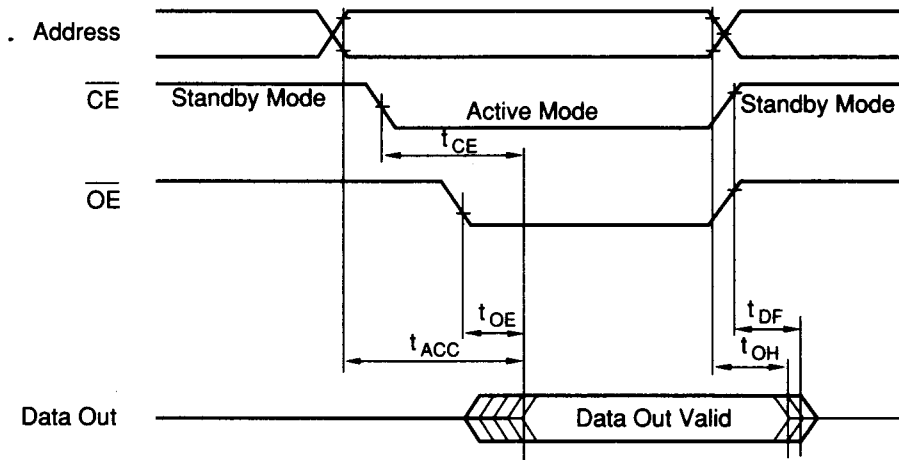 Address
CE
Standby Mode
Active Mode
Standby Mode
tCE
OE
tOE
tDF
tACC
tOH
Data Out
Data Out Valid